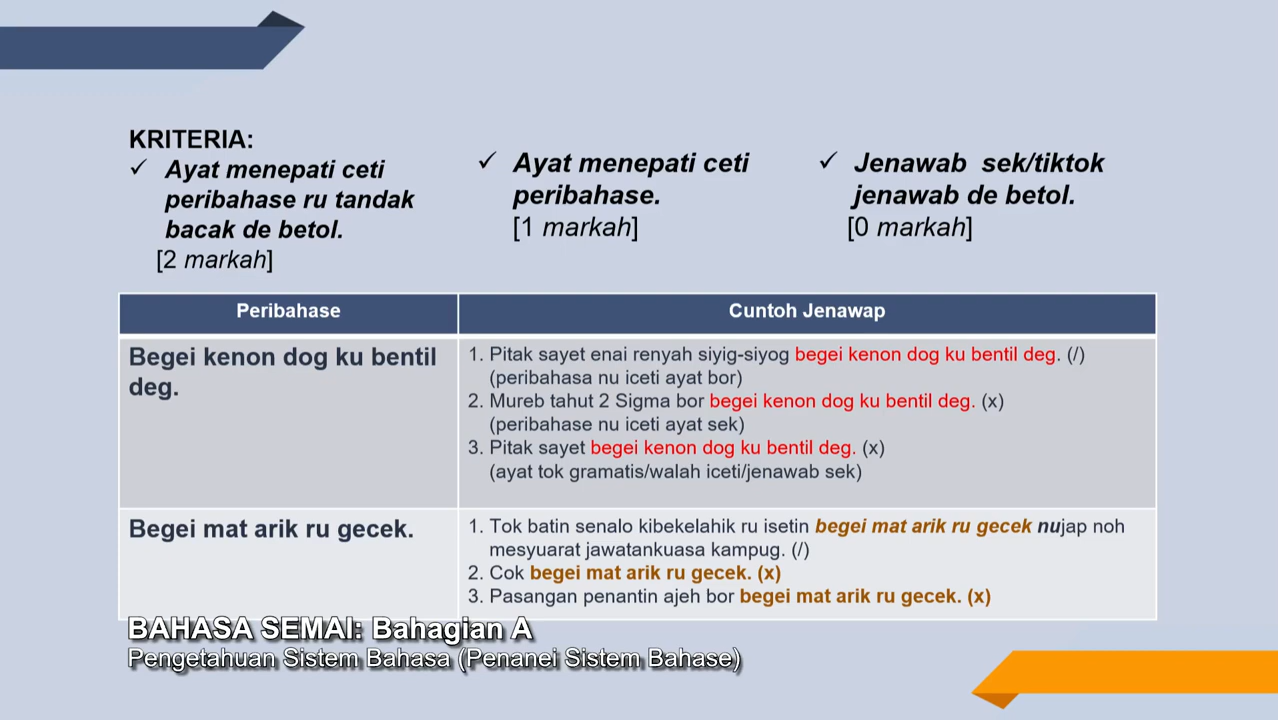 KRITERIA:
✓ Ayat menepati ceti
peribahase ru tandak
bacak de betol.
[2 markah]
✓ Ayat menepati ceti
peribahase.
[1 markah]
✓ Jenawab sek/tiktok
jenawab de betol.
[0 markah]
Peribahase
Cuntoh Jenawap
Begei kenon dog ku bentil
deg.
1. Pitak sayet enai renyah siyig-siyog begei kenon dog ku bentil deg. (/)
(peribahasa nu iceti ayat bor)
2. Mureb tahut 2 Sigma bor begei kenon dog ku bentil deg. (x)
(peribahase nu iceti ayat sek)
3. Pitak sayet begei kenon dog ku bentil deg. (x)
(ayat tok gramatis/walah iceti/jenawab sek)
Begei mat arik ru gecek.
1. Tok batin senalo kibekelahik ru isetin begei mat arik ru gecek nujap noh
mesyuarat jawatankuasa kampug. (/)
2. Cok begei mat arik ru gecek. (x)
3. Pasangan penantin ajeh bor begei mat arik ru gecek. (x)
BAHASA SEMAI: Bahagian A
Pengetahuan Sistem Bahasa (Penanei Sistem Bahase)